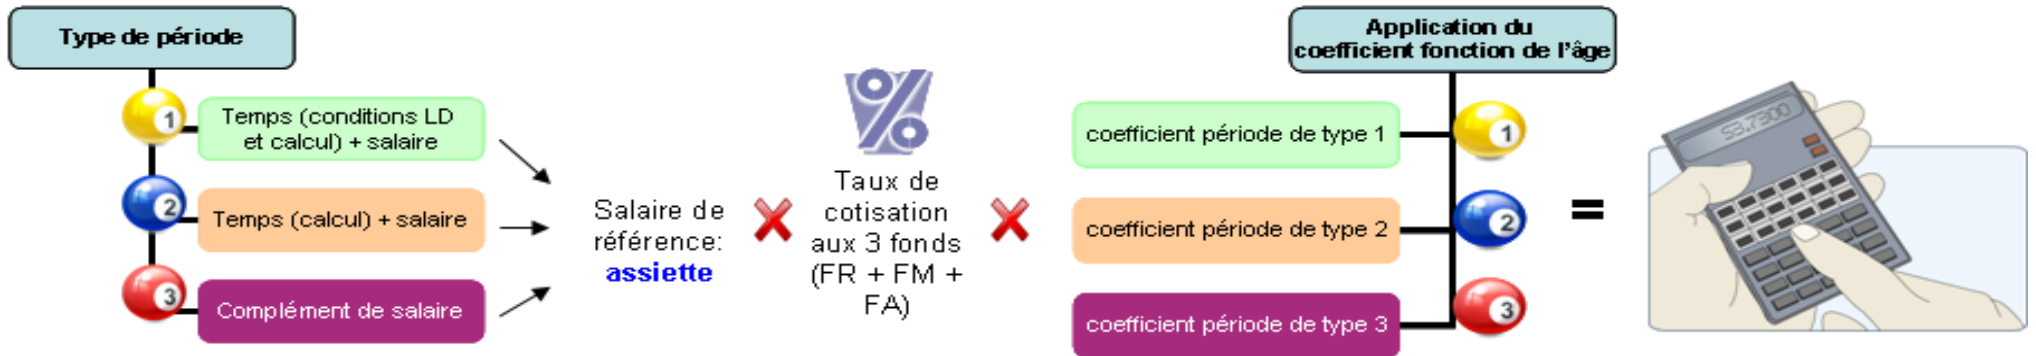 Type de période
1
Temps (conditions LD
et calcul) + salaire
2
Temps (calcul) + salaire
3
Complément de salaire
Salaire de
référence:
assiette
%
Taux de
cotisation
aux 3 fonds
(FR + FM +
FA)
Application du
coefficient fonction de l'âge
coefficient période de type 1
1
coefficient période de type 2
2
coefficient période de type 3
3
=
53.7300